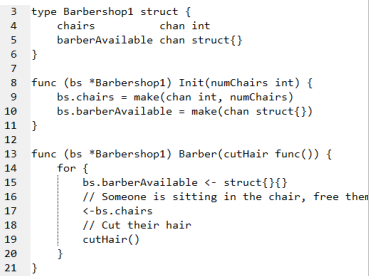 3 type Barbershop1 struct {
4     chairs          chan int
5     barberAvailable chan struct{}
6 }
7
8 func (bs *Barbershop1) Init(numChairs int) {
9     bs.chairs = make(chan int, numChairs)
10     bs.barberAvailable = make(chan struct{})
11 }
12
13 func (bs *Barbershop1) Barber(cutHair func()) {
14     for {
15         bs.barberAvailable <- struct{}{}
16         // Someone is sitting in the chair, free them
17         <-bs.chairs
18         // Cut their hair
19         cutHair()
20     }
21 }